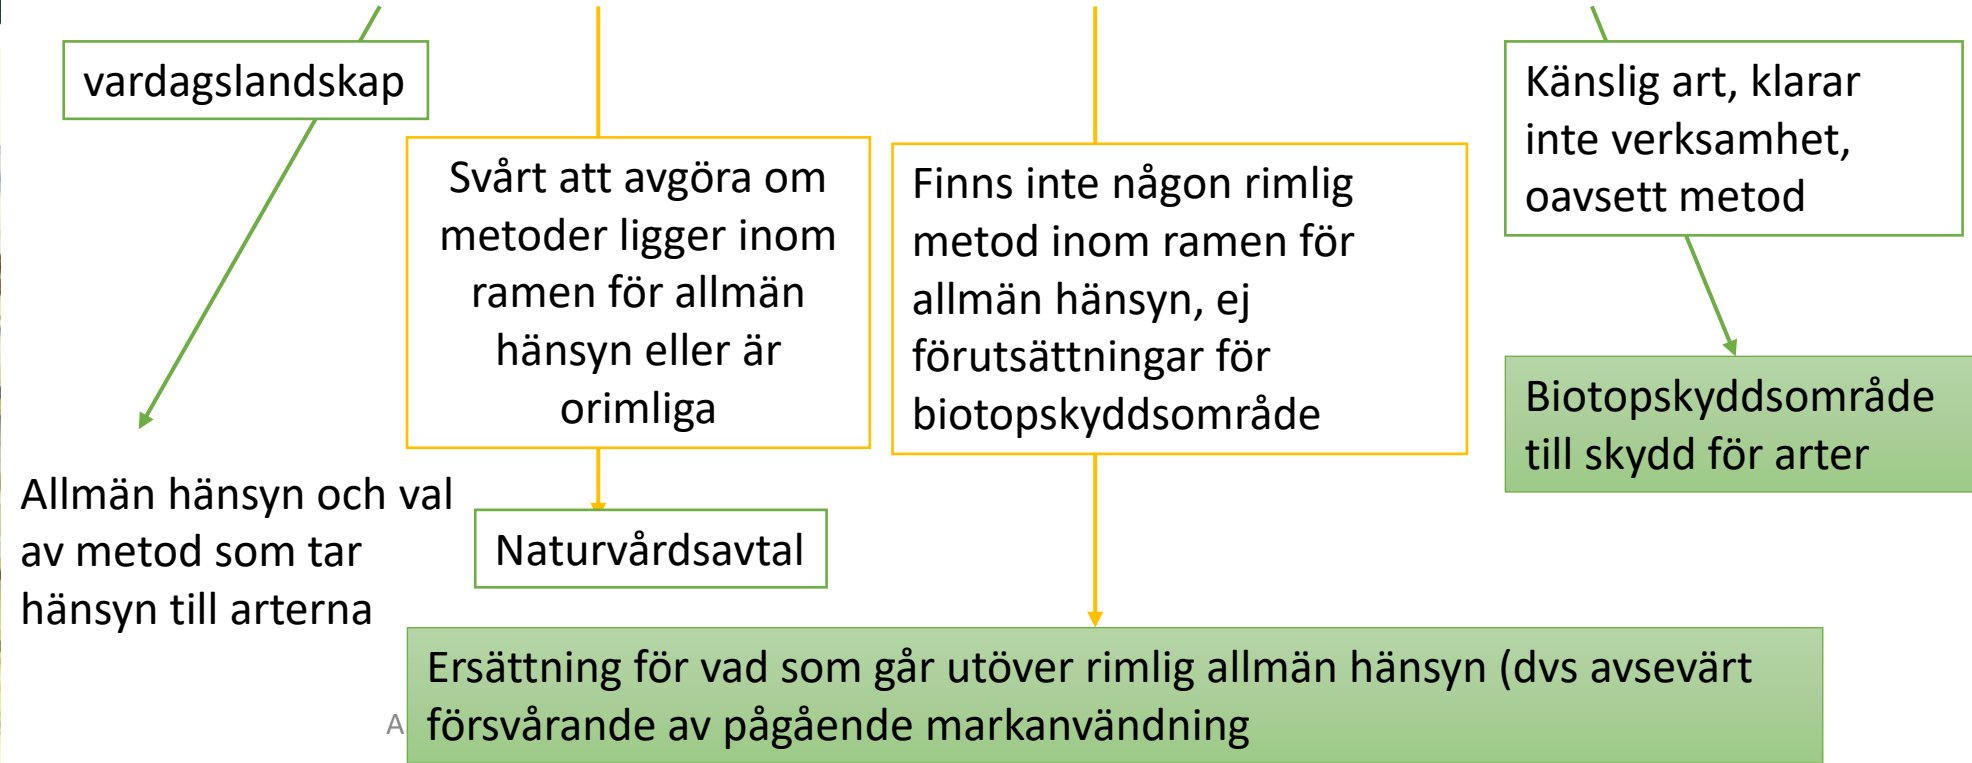 vardagslandskap
Svårt att avgöra om
metoder ligger inom
ramen för allmän
hänsyn eller är
orimliga
Finns inte någon rimlig
metod inom ramen för
allmän hänsyn, ej
förutsättningar för
biotopskyddsområde
Känslig art, klarar
inte verksamhet,
oavsett metod
Allmän hänsyn och val
av metod som tar
hänsyn till arterna
Naturvårdsavtal
Biotopskyddsområde
till skydd för arter
Ersättning för vad som går utöver rimlig allmän hänsyn (dvs avsevärt
försvårande av pågående markanvändning
A